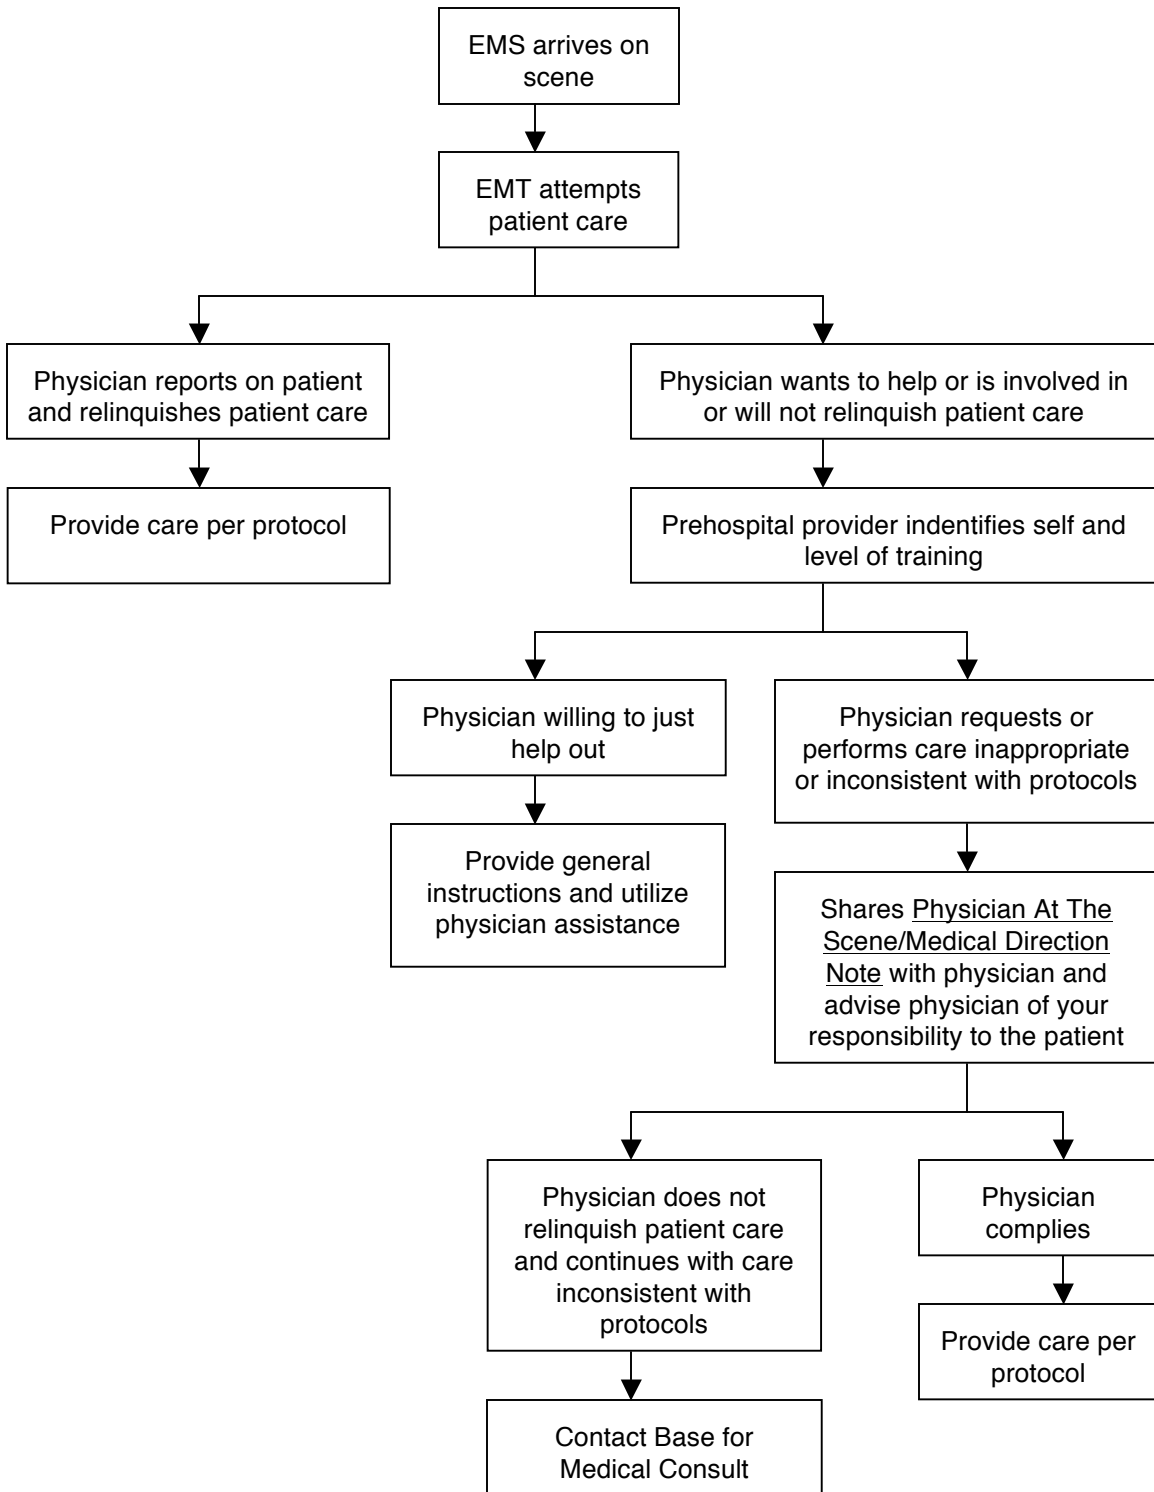 EMS arrives on
scene
EMT attempts
patient care
Physician reports on patient
and relinquishes patient care
Physician wants to help or is involved in
or will not relinquish patient care
Provide care per protocol
Prehospital provider indentifies self and
level of training
Physician willing to just
help out
Physician requests or
performs care inappropriate
or inconsistent with protocols
Provide general
instructions and utilize
physician assistance
Shares Physician At The
Scene/Medical Direction
Note with physician and
advise physician of your
responsibility to the patient
Physician does not
relinquish patient care
and continues with care
inconsistent with
protocols
Physician
complies
Provide care per
protocol
Contact Base for
Medical Consult